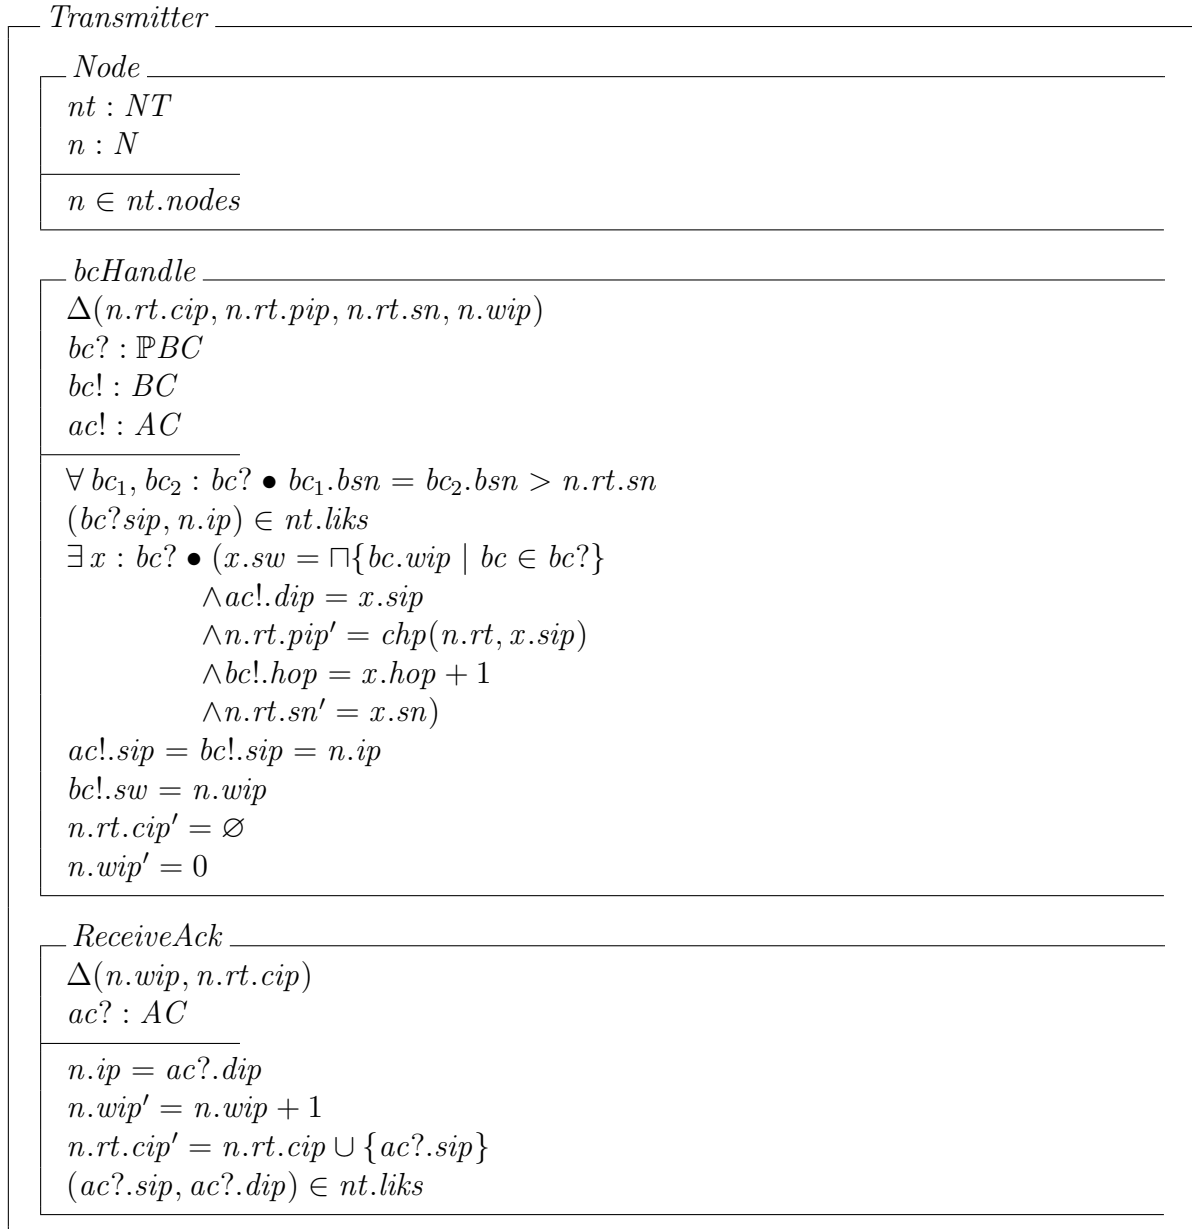 Transmitter
Node
nt : NT
n : N
n ∈ nt.nodes
bcHandle
Δ(n.rt.cip, n.rt.pip, n.rt.sn, n.wip)
bc? : ℙBC
bc! : BC
ac! : AC
∀ bc₁, bc₂ : bc? • bc₁.bsn = bc₂.bsn > n.rt.sn
(bc?sip, n.ip) ∈ nt.liks
∃ x : bc? • (x.sw = ⊓{bc.wip | bc ∈ bc?}
∧ac!.dip = x.sip
∧n.rt.pip′ = chp(n.rt, x.sip)
∧bc!.hop = x.hop + 1
∧n.rt.sn′ = x.sn)
ac!.sip = bc!.sip = n.ip
bc!.sw = n.wip
n.rt.cip′ = ∅
n.wip′ = 0
ReceiveAck
Δ(n.wip, n.rt.cip)
ac? : AC
n.ip = ac?.dip
n.wip′ = n.wip + 1
n.rt.cip′ = n.rt.cip ∪ {ac?.sip}
(ac?.sip, ac?.dip) ∈ nt.liks